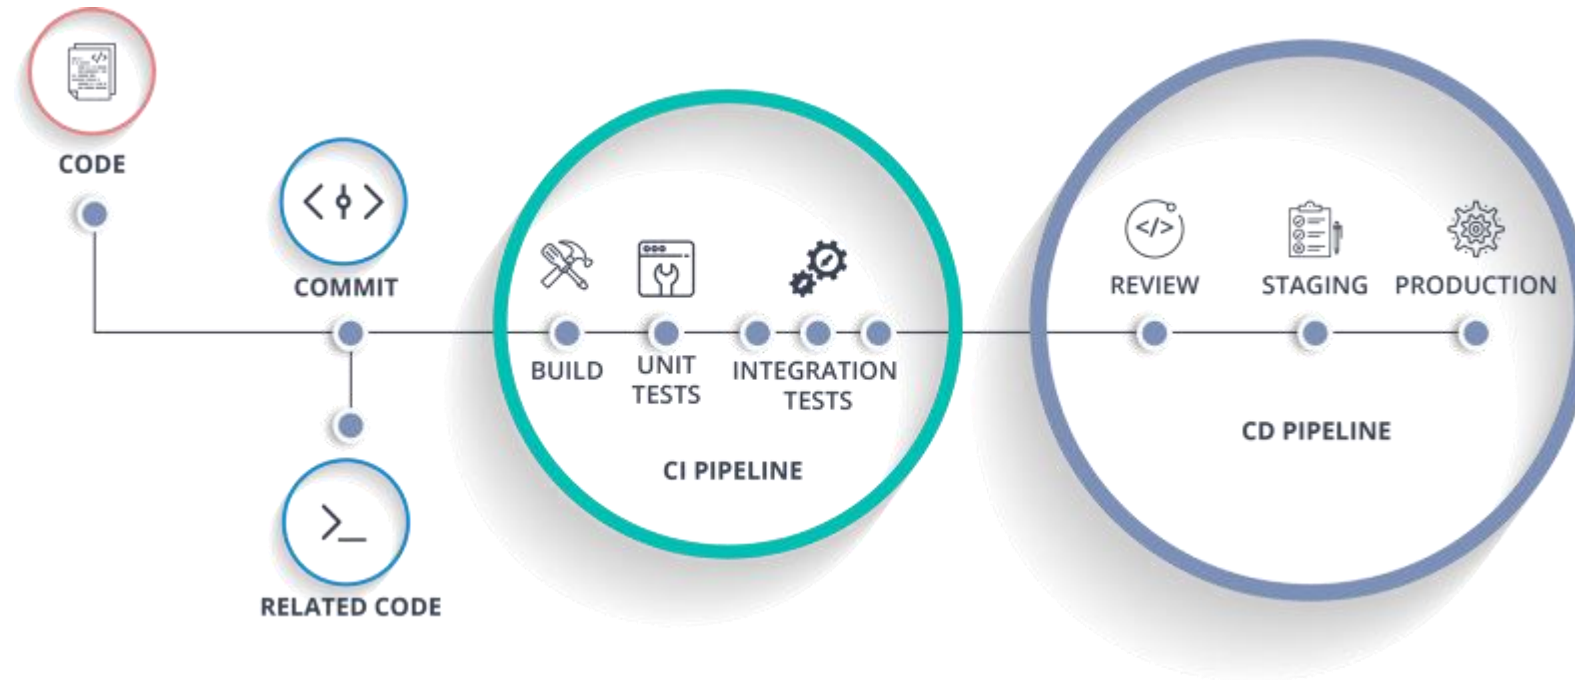 CODE
COMMIT
RELATED CODE
BUILD
UNIT
TESTS
INTEGRATION
TESTS
CI PIPELINE
REVIEW
STAGING
PRODUCTION
CD PIPELINE